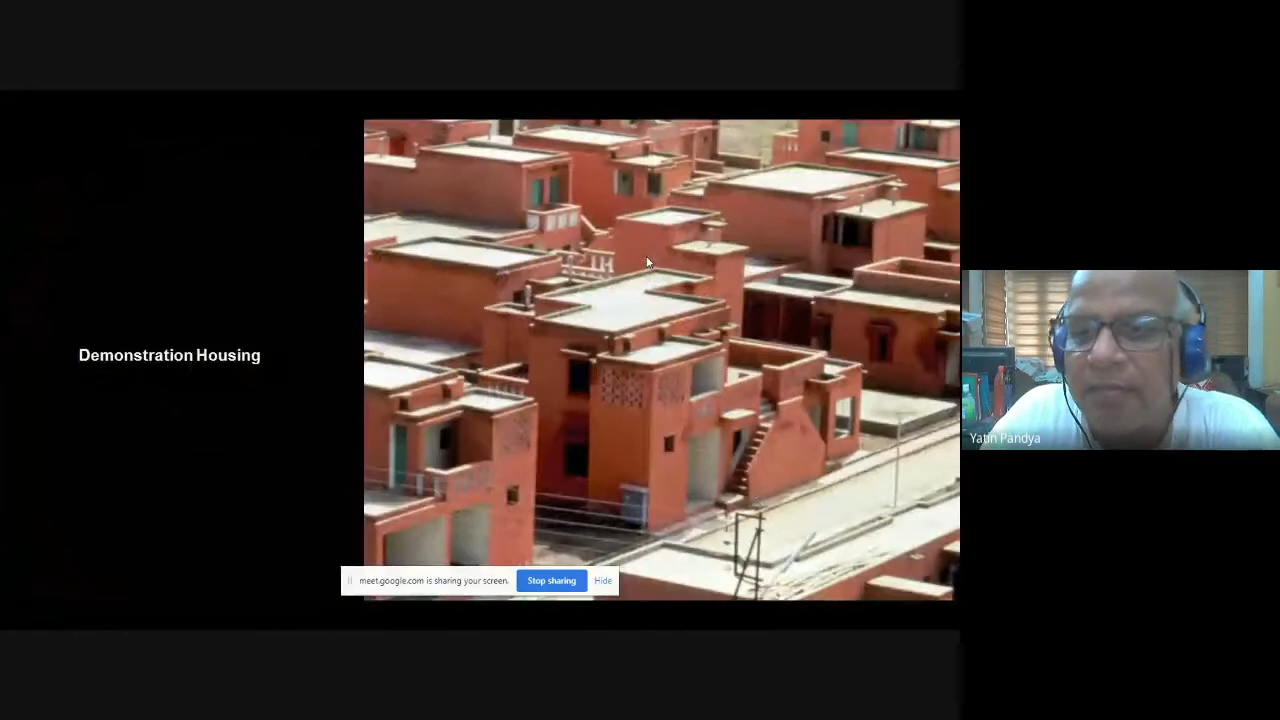 Demonstration Housing
Yatin Pandya
meet.google.com is sharing your screen.
Stop sharing
Hide